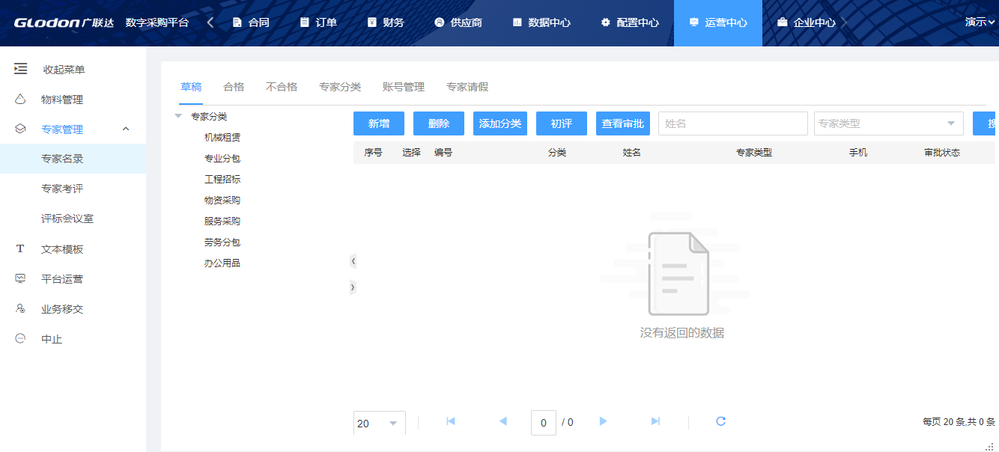 GLodon广联达 数字采购平台 合同 订单 财务 供应商 数据中心 配置中心 运营中心 企业中心 演示
收起菜单
物料管理
专家管理
专家名录
专家考评
评标会议室
文本模板
平台运营
业务移交
中止
草稿 合格 不合格 专家分类 账号管理 专家请假
专家分类
机械租赁
专业分包
工程招标
物资采购
服务采购
劳务分包
办公用品
新增 删除 添加分类 初评 查看审批 姓名 专家类型
序号 选择 编号 分类 姓名 专家类型 手机 审批状态
没有返回的数据
20 0 / 0 每页 20 条,共 0 条